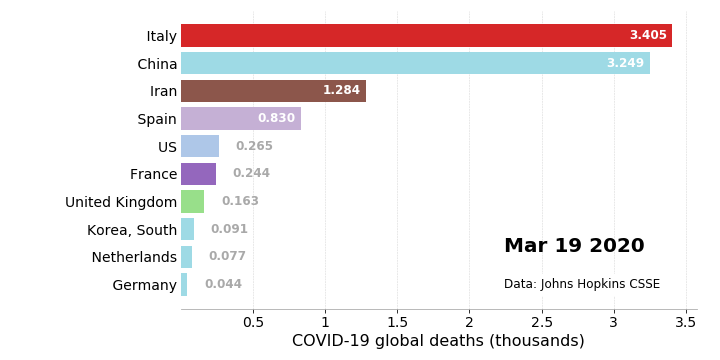 Italy 3.405
China 3.249
Iran 1.284
Spain 0.830
US 0.265
France 0.244
United Kingdom 0.163
Korea, South 0.091
Netherlands 0.077
Germany 0.044
Mar 19 2020
Data: Johns Hopkins CSSE
0.5 1 1.5 2 2.5 3 3.5
COVID-19 global deaths (thousands)